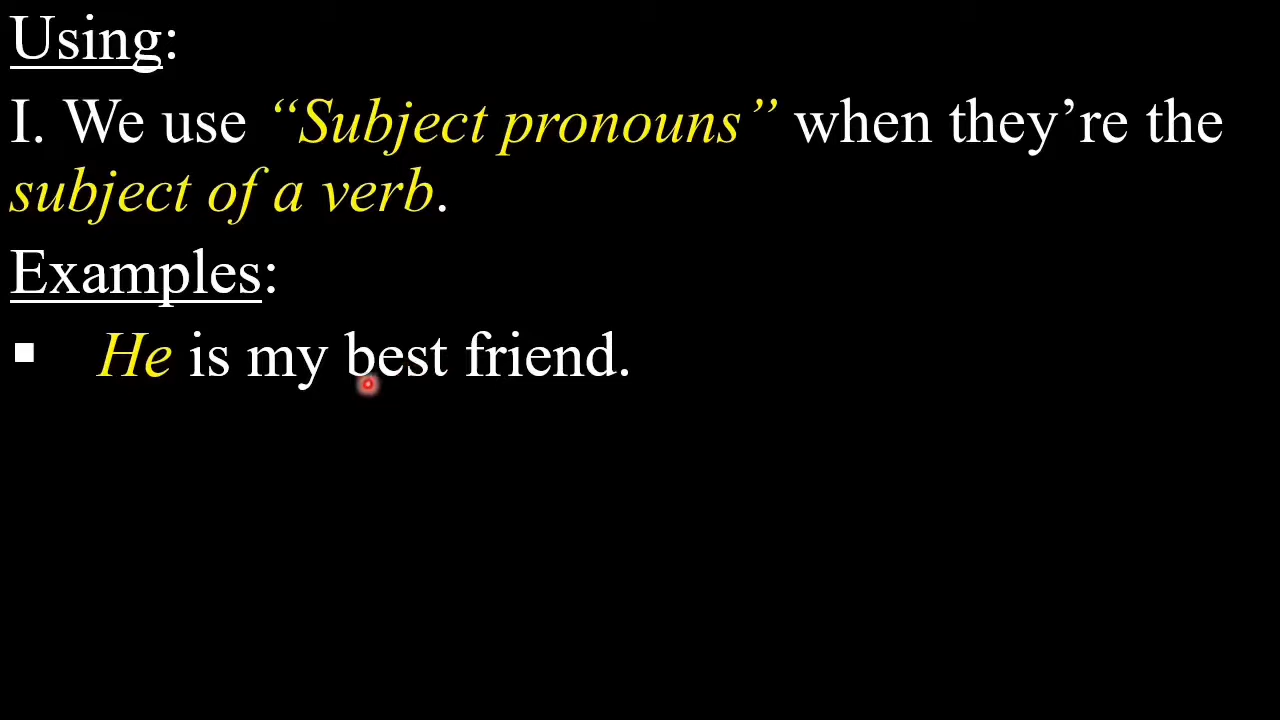 Using:
I. We use “Subject pronouns” when they’re the
subject of a verb.
Examples:
▪ He is my best friend.